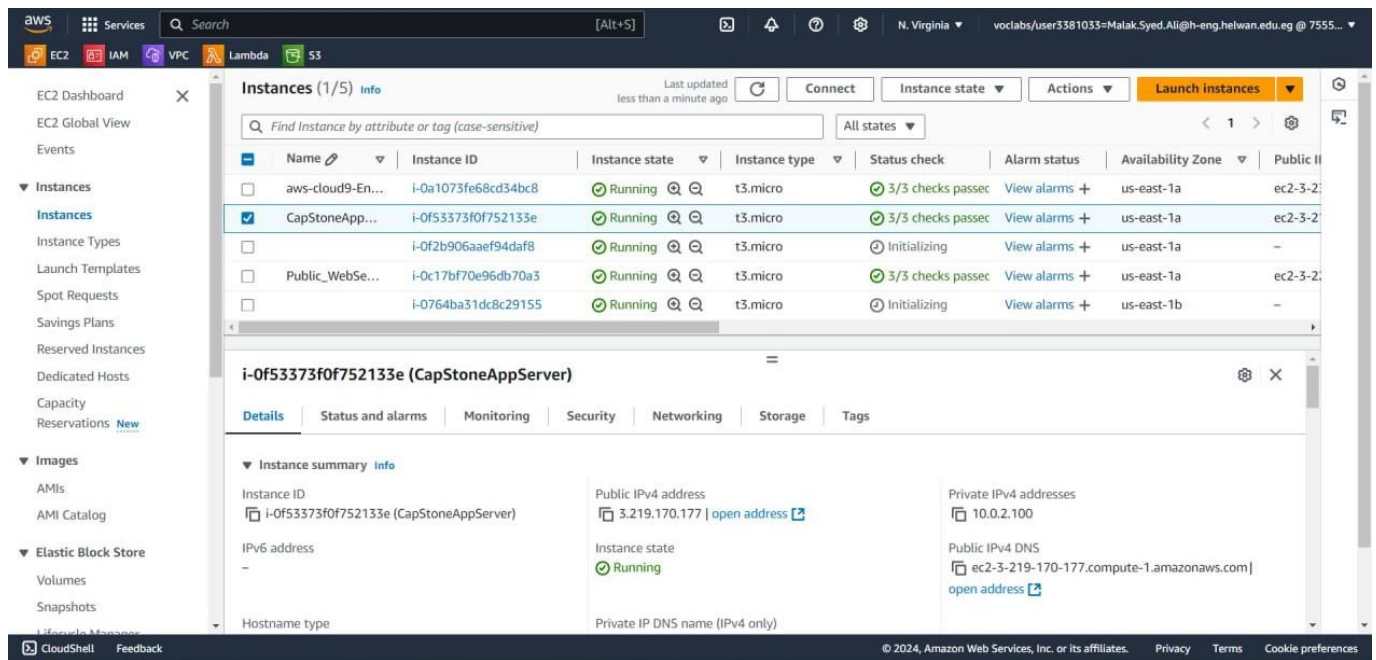 aws Services Search [Alt+S] N. Virginia voclabs/user3381033=Malak.Syed.Ali@h-eng.helwan.edu.eg @ 7555...
EC2 IAM VPC Lambda S3
EC2 Dashboard
EC2 Global View
Events
Instances
Instances
Instance Types
Launch Templates
Spot Requests
Savings Plans
Reserved Instances
Dedicated Hosts
Capacity
Reservations New
Images
AMIs
AMI Catalog
Elastic Block Store
Volumes
Snapshots
Lifecycle Manager
Instances (1/5) Info
Last updated
less than a minute ago
Connect Instance state Actions Launch instances
Find Instance by attribute or tag (case-sensitive) All states 1
Name Instance ID Instance state Instance type Status check Alarm status Availability Zone Public
aws-cloud9-En... i-0a1073fe68cd34bc8 Running t3.micro 3/3 checks passec View alarms + us-east-1a ec2-3-2
CapStoneApp... i-0f53373f0f752133e Running t3.micro 3/3 checks passec View alarms + us-east-1a ec2-3-2
i-0f2b906aaef94daf8 Running t3.micro Initializing View alarms + us-east-1a –
Public_WebSe... i-0c17bf70e96db70a3 Running t3.micro 3/3 checks passec View alarms + us-east-1a ec2-3-2
i-0764ba31dc8c29155 Running t3.micro Initializing View alarms + us-east-1b –
i-0f53373f0f752133e (CapStoneAppServer)
Details Status and alarms Monitoring Security Networking Storage Tags
Instance summary Info
Instance ID Public IPv4 address Private IPv4 addresses
i-0f53373f0f752133e (CapStoneAppServer) 3.219.170.177 | open address 10.0.2.100
IPv6 address Instance state Public IPv4 DNS
– Running ec2-3-219-170-177.compute-1.amazonaws.com |
open address
Hostname type Private IP DNS name (IPv4 only)
CloudShell Feedback © 2024, Amazon Web Services, Inc. or its affiliates. Privacy Terms Cookie preferences